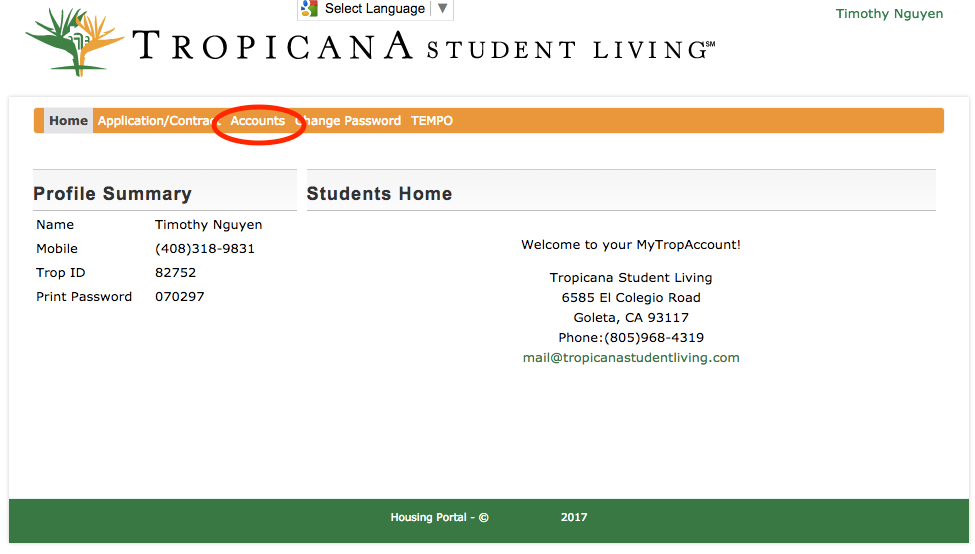 Select Language ▼
Timothy Nguyen
TROPICANA STUDENT LIVING℠
Home Application/Contract Accounts Change Password TEMPO
Profile Summary
Students Home
Name Timothy Nguyen
Mobile (408)318-9831
Trop ID 82752
Print Password 070297
Welcome to your MyTropAccount!
Tropicana Student Living
6585 El Colegio Road
Goleta, CA 93117
Phone:(805)968-4319
mail@tropicanastudentliving.com
Housing Portal - © 2017